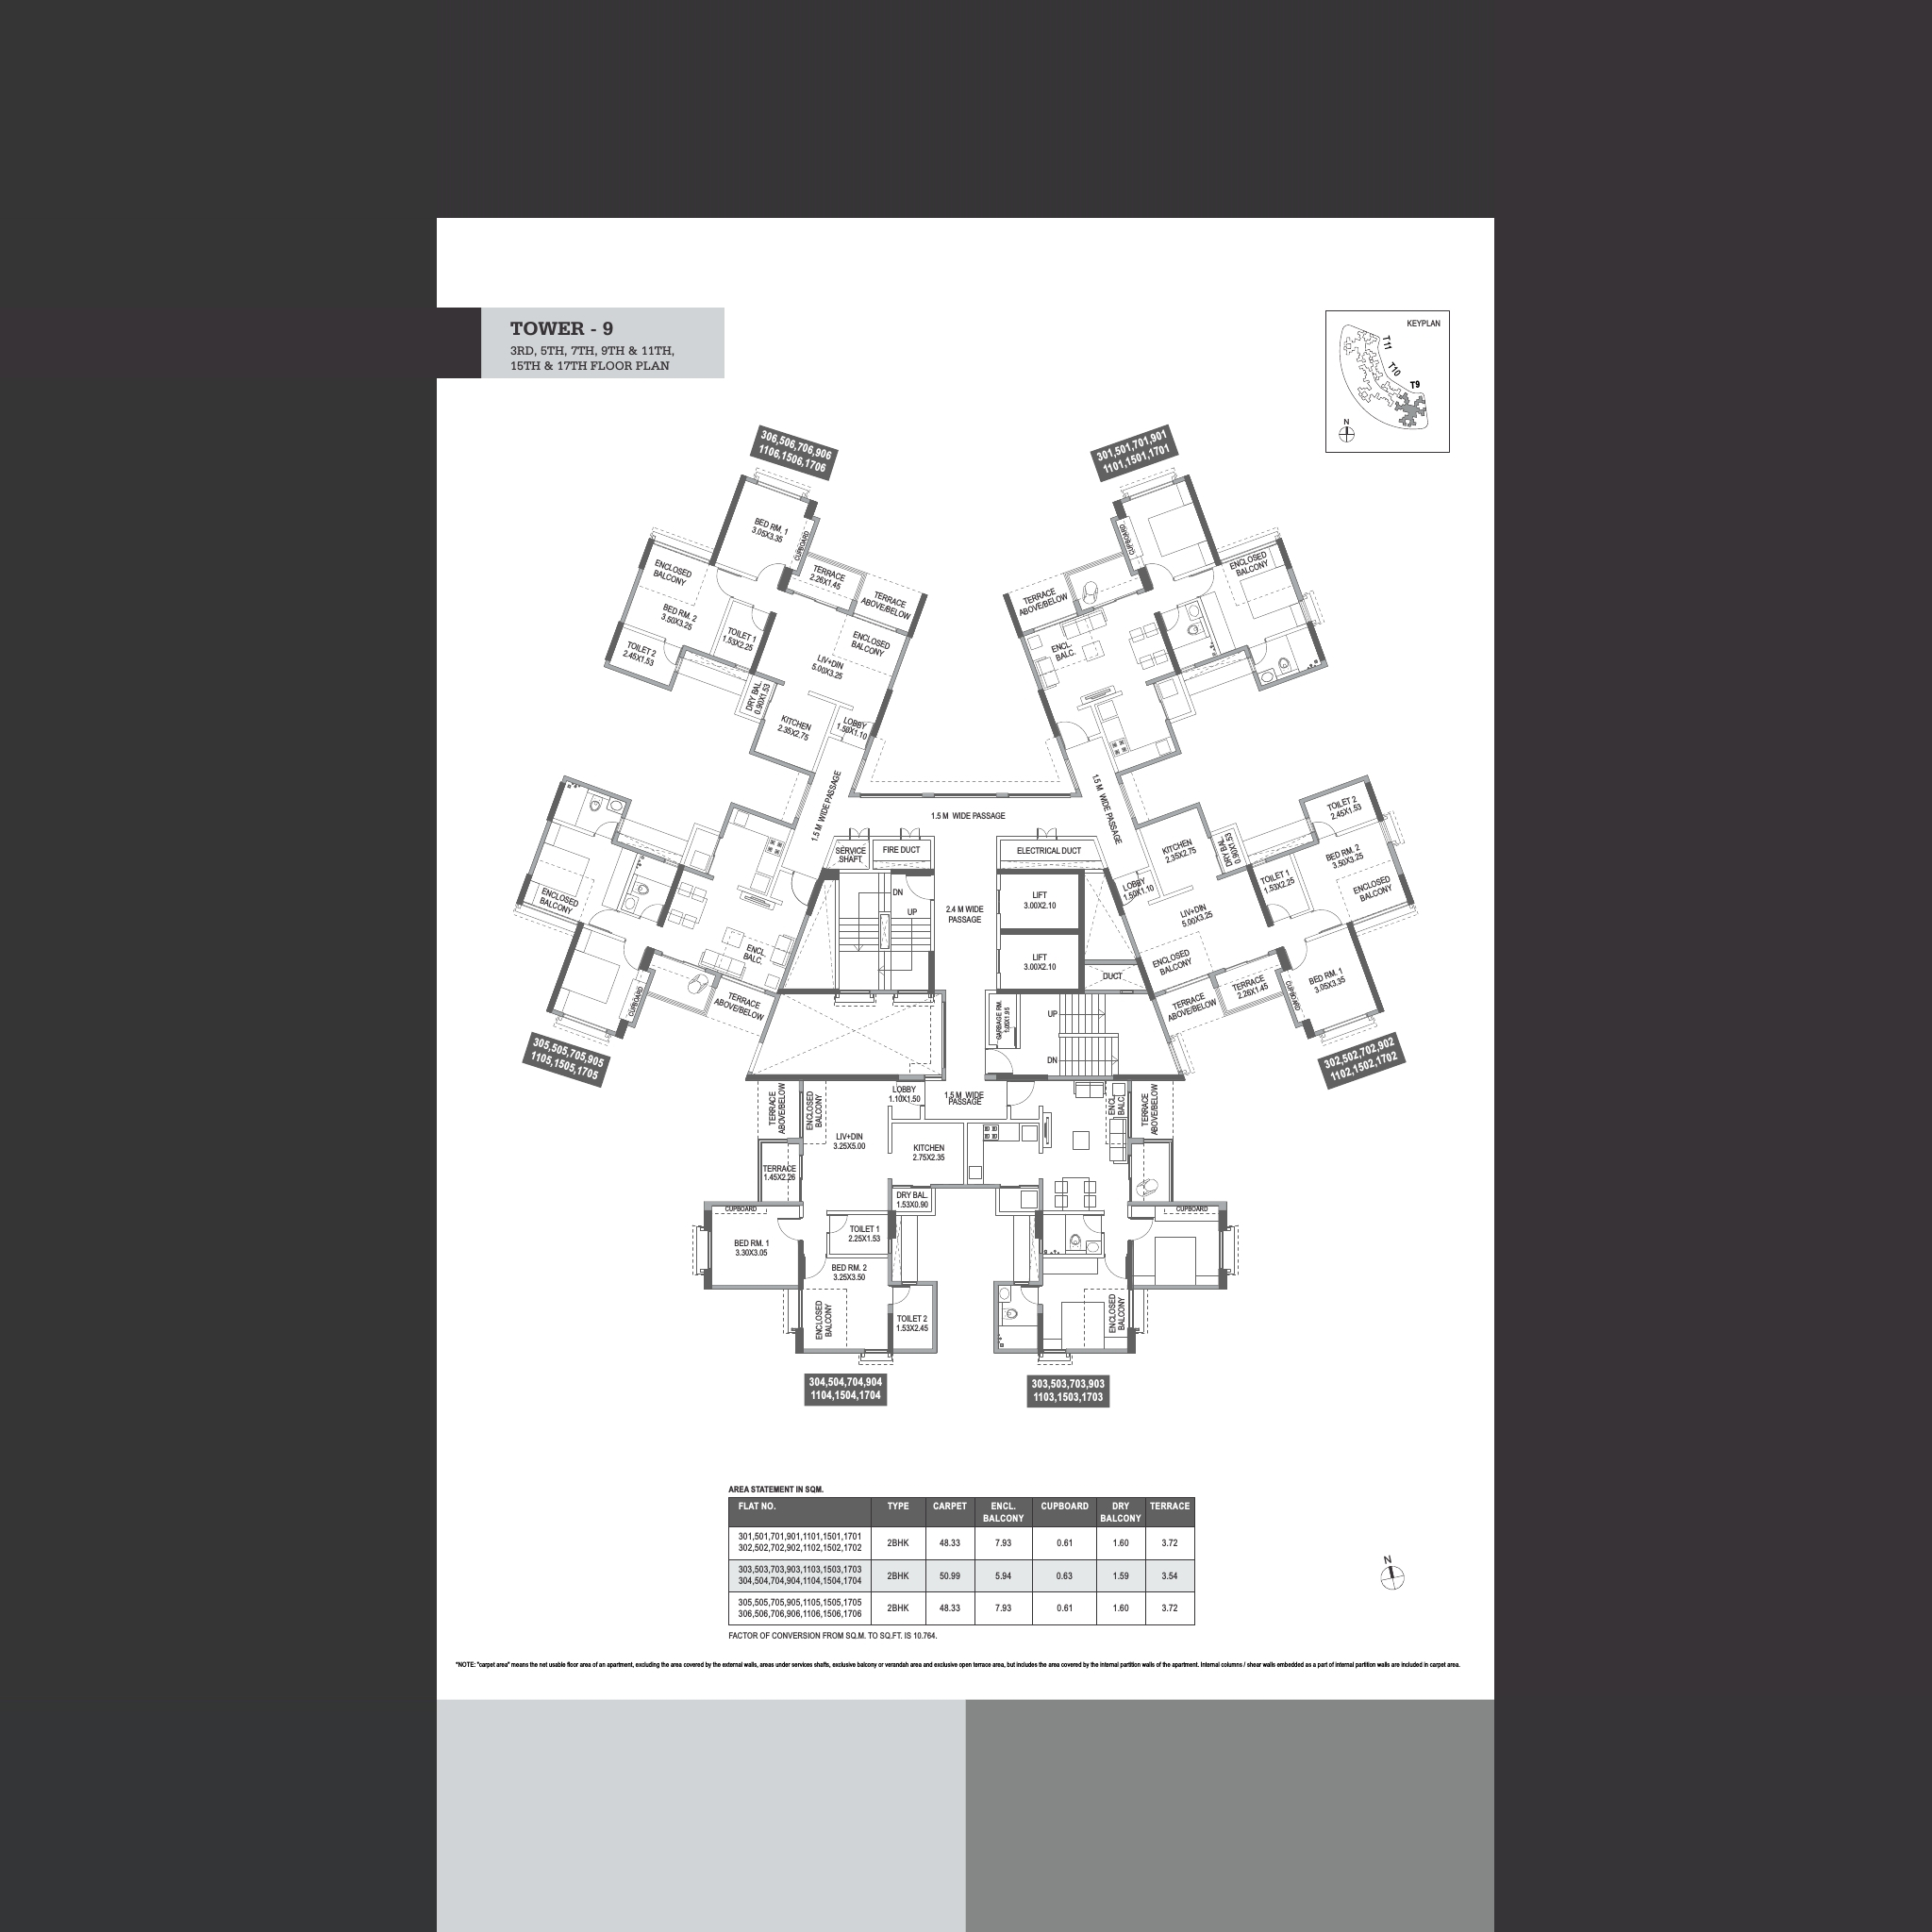 TOWER - 9
3RD, 5TH, 7TH, 9TH & 11TH,
15TH & 17TH FLOOR PLAN
KEYPLAN
T11
T10
T9
N
306,506,706,906
1106,1506,1706
301,501,701,901
1101,1501,1701
BED RM. 1
3.05X3.35
CUPBOARD
ENCLOSED
BALCONY
BED RM. 2
3.50X3.25
TERRACE
2.26X1.45
TERRACE
ABOVE/BELOW
TOILET 1
1.53X2.25
TOILET 2
2.45X1.53
ENCLOSED
BALCONY
LIV+DIN
5.00X3.25
DRY BAL.
0.90X1.53
KITCHEN
2.35X2.75
LOBBY
1.50X1.10
CUPBOARD
ENCLOSED
BALCONY
TERRACE
ABOVE/BELOW
ENCL.
BALC.
1.5 M WIDE PASSAGE
1.5 M WIDE PASSAGE
1.5 M WIDE PASSAGE
SERVICE
SHAFT
FIRE DUCT
ELECTRICAL DUCT
DN
UP
2.4 M WIDE
PASSAGE
LIFT
3.00X2.10
LIFT
3.00X2.10
DUCT
GARBAGE RM.
1.05X1.95
UP
DN
ENCLOSED
BALCONY
ENCL.
BALC.
CUPBOARD
TERRACE
ABOVE/BELOW
305,505,705,905
1105,1505,1705
KITCHEN
2.35X2.75
DRY BAL.
0.90X1.53
TOILET 2
2.45X1.53
BED RM. 2
3.50X3.25
TOILET 1
1.53X2.25
ENCLOSED
BALCONY
LOBBY
1.50X1.10
LIV+DIN
5.00X3.25
ENCLOSED
BALCONY
TERRACE
ABOVE/BELOW
TERRACE
2.26X1.45
CUPBOARD
BED RM. 1
3.05X3.35
302,502,702,902
1102,1502,1702
TERRACE
ABOVE/BELOW
ENCLOSED
BALCONY
LOBBY
1.10X1.50
1.5 M WIDE
PASSAGE
ENCL.
BALC.
TERRACE
ABOVE/BELOW
LIV+DIN
3.25X5.00
KITCHEN
2.75X2.35
TERRACE
1.45X2.26
DRY BAL.
1.53X0.90
CUPBOARD
CUPBOARD
BED RM. 1
3.30X3.05
TOILET 1
2.25X1.53
BED RM. 2
3.25X3.50
ENCLOSED
BALCONY
TOILET 2
1.53X2.45
ENCLOSED
BALCONY
304,504,704,904
1104,1504,1704
303,503,703,903
1103,1503,1703
AREA STATEMENT IN SQM.
FLAT NO. TYPE CARPET ENCL. BALCONY CUPBOARD DRY BALCONY TERRACE
301,501,701,901,1101,1501,1701
302,502,702,902,1102,1502,1702 2BHK 48.33 7.93 0.61 1.60 3.72
303,503,703,903,1103,1503,1703
304,504,704,904,1104,1504,1704 2BHK 50.99 5.94 0.63 1.59 3.54
305,505,705,905,1105,1505,1705
306,506,706,906,1106,1506,1706 2BHK 48.33 7.93 0.61 1.60 3.72
FACTOR OF CONVERSION FROM SQ.M. TO SQ.FT. IS 10.764.
N
*NOTE: "carpet area" means the net usable floor area of an apartment, excluding the area covered by the external walls, areas under services shafts, exclusive balcony or verandah area and exclusive open terrace area, but includes the area covered by the internal partition walls of the apartment. Internal columns / shear walls embedded as a part of internal partition walls are included in carpet area.